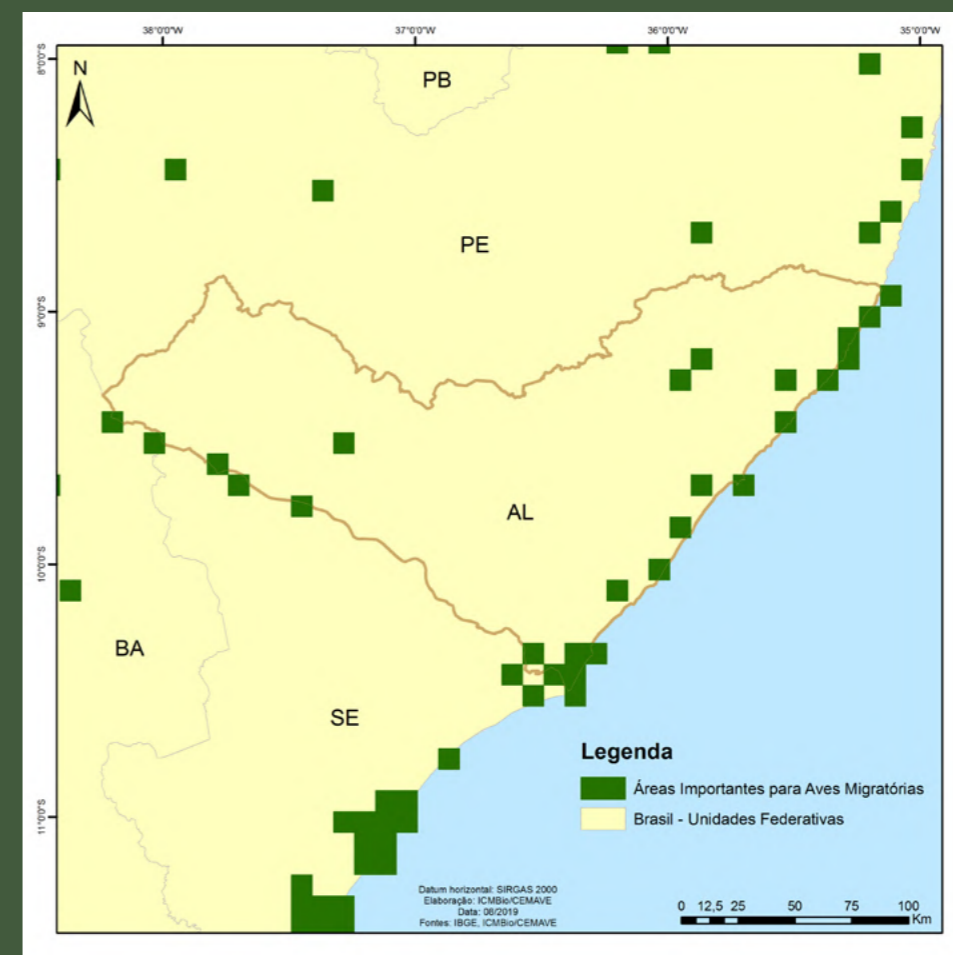 38°0'0"S
37°0'0"S
36°0'0"S
35°0'0"S
8°0'0"S
N
PB
PE
9°0'0"S
AL
10°0'0"S
BA
SE
Legenda
Áreas Importantes para Aves Migratórias
Brasil - Unidades Federativas
11°0'0"S
Datum horizontal: SIRGAS 2000
Elaboração: ICMBio/CEMAVE
Data: 08/2019
Fontes: IBGE, ICMBio/CEMAVE
0 12,5 25 50 75 100
Km